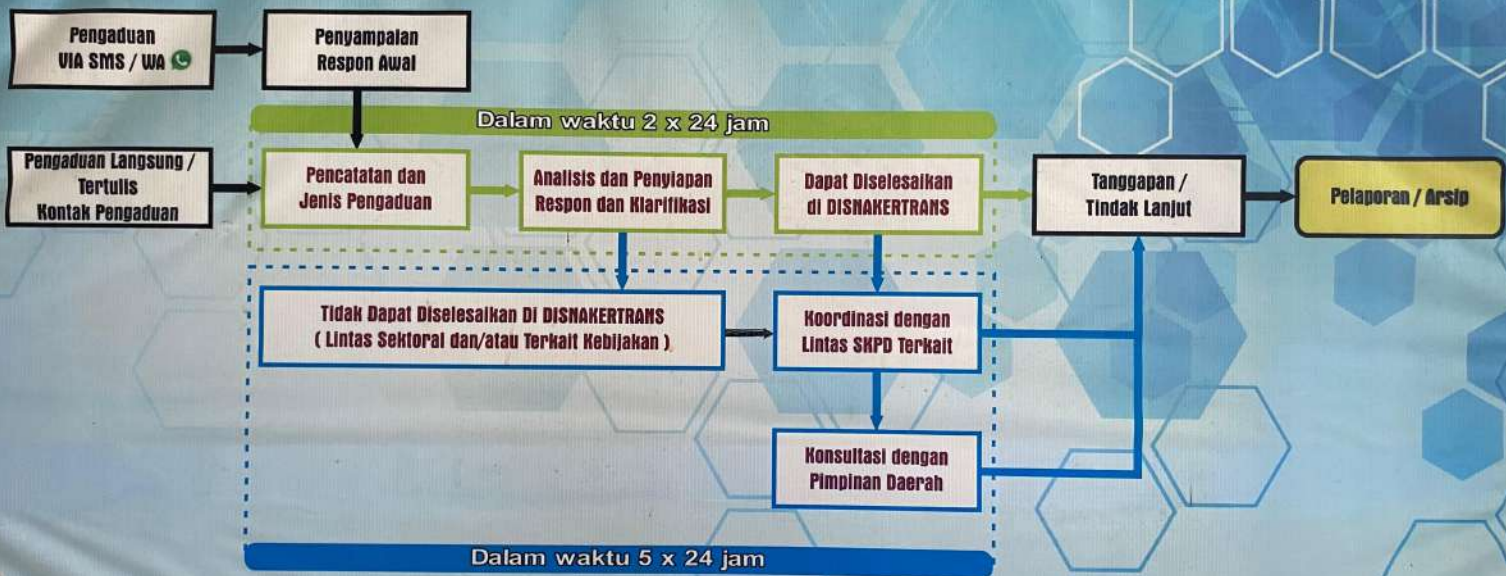 Pengaduan
VIA SMS / WA
Penyampaian
Respon Awal
Dalam waktu 2 x 24 jam
Pengaduan Langsung /
Tertulis
Kontak Pengaduan
Pencatatan dan
Jenis Pengaduan
Analisis dan Penyiapan
Respon dan Klarifikasi
Dapat Diselesaikan
di DISNAKERTRANS
Tanggapan /
Tindak Lanjut
Pelaporan / Arsip
Tidak Dapat Diselesaikan Di DISNAKERTRANS
( Lintas Sektoral dan/atau Terkait Kebijakan )
Koordinasi dengan
Lintas SKPD Terkait
Konsultasi dengan
Pimpinan Daerah
Dalam waktu 5 x 24 jam